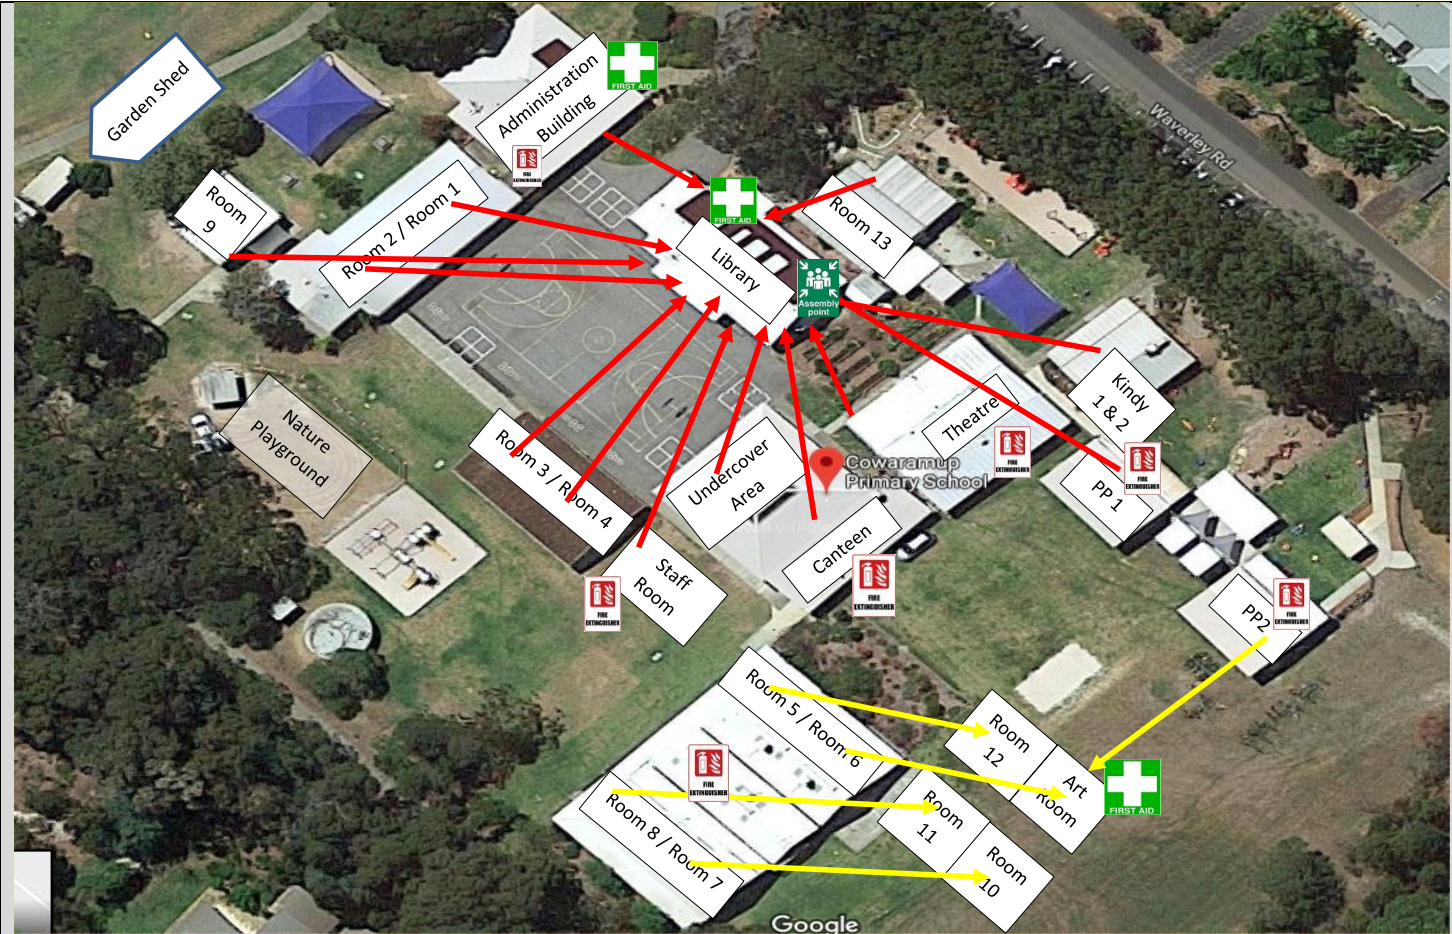 Garden Shed
Administration
Building
FIRST AID
FIRE
EXTINGUISHER
Waverley Rd
Room
9
Room 2 / Room 1
FIRST AID
Room 13
Library
Assembly
point
Kindy
1 & 2
Nature
Playground
Theatre
FIRE
EXTINGUISHER
Room 3 / Room 4
Undercover
Area
Cowaramup
Primary School
PP 1
FIRE
EXTINGUISHER
Canteen
FIRE
EXTINGUISHER
Staff
Room
FIRE
EXTINGUISHER
PP2
FIRE
EXTINGUISHER
Room 5 / Room 6
Room
12
Art
Room
FIRST AID
FIRE
EXTINGUISHER
Room 8 / Room 7
Room
11
Room
10
Google